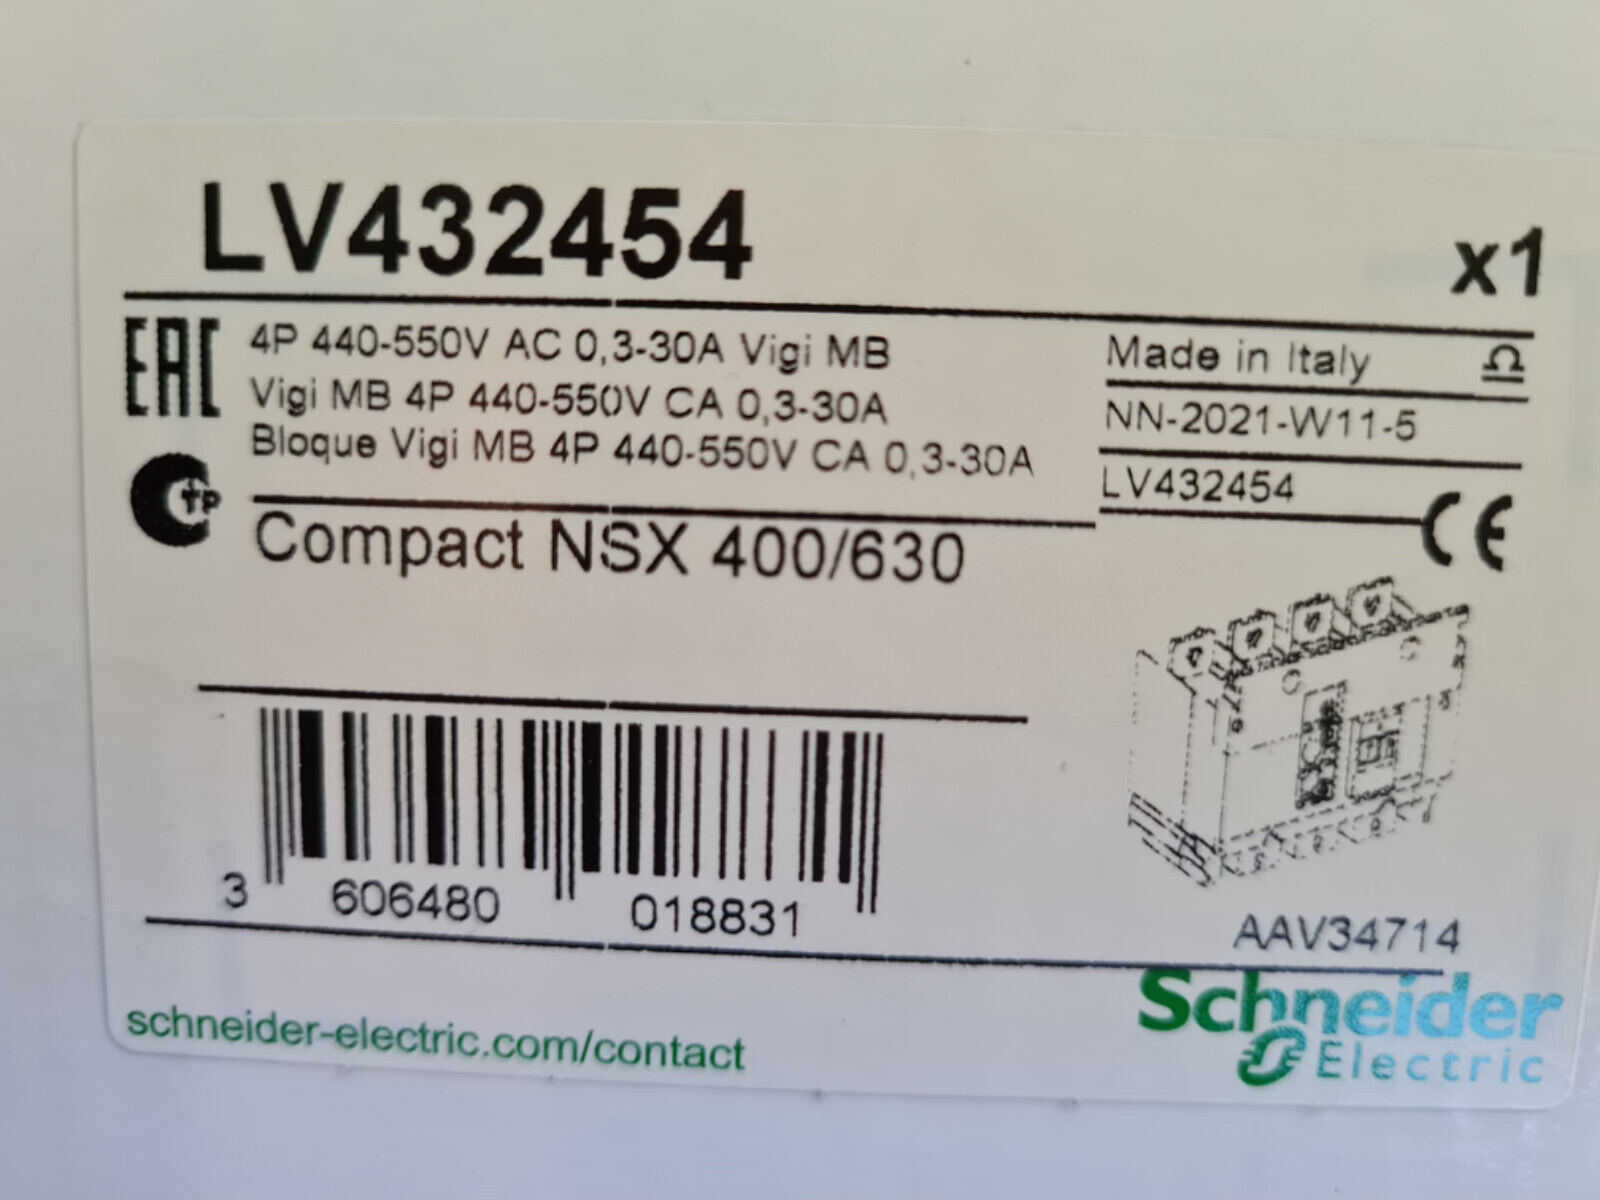 LV432454
x1
EAC
4P 440-550V AC 0,3-30A Vigi MB
Vigi MB 4P 440-550V CA 0,3-30A
Bloque Vigi MB 4P 440-550V CA 0,3-30A
Made in Italy
NN-2021-W11-5
LV432454
CE
Compact NSX 400/630
3 606480 018831
AAV34714
schneider-electric.com/contact
Schneider
Electric